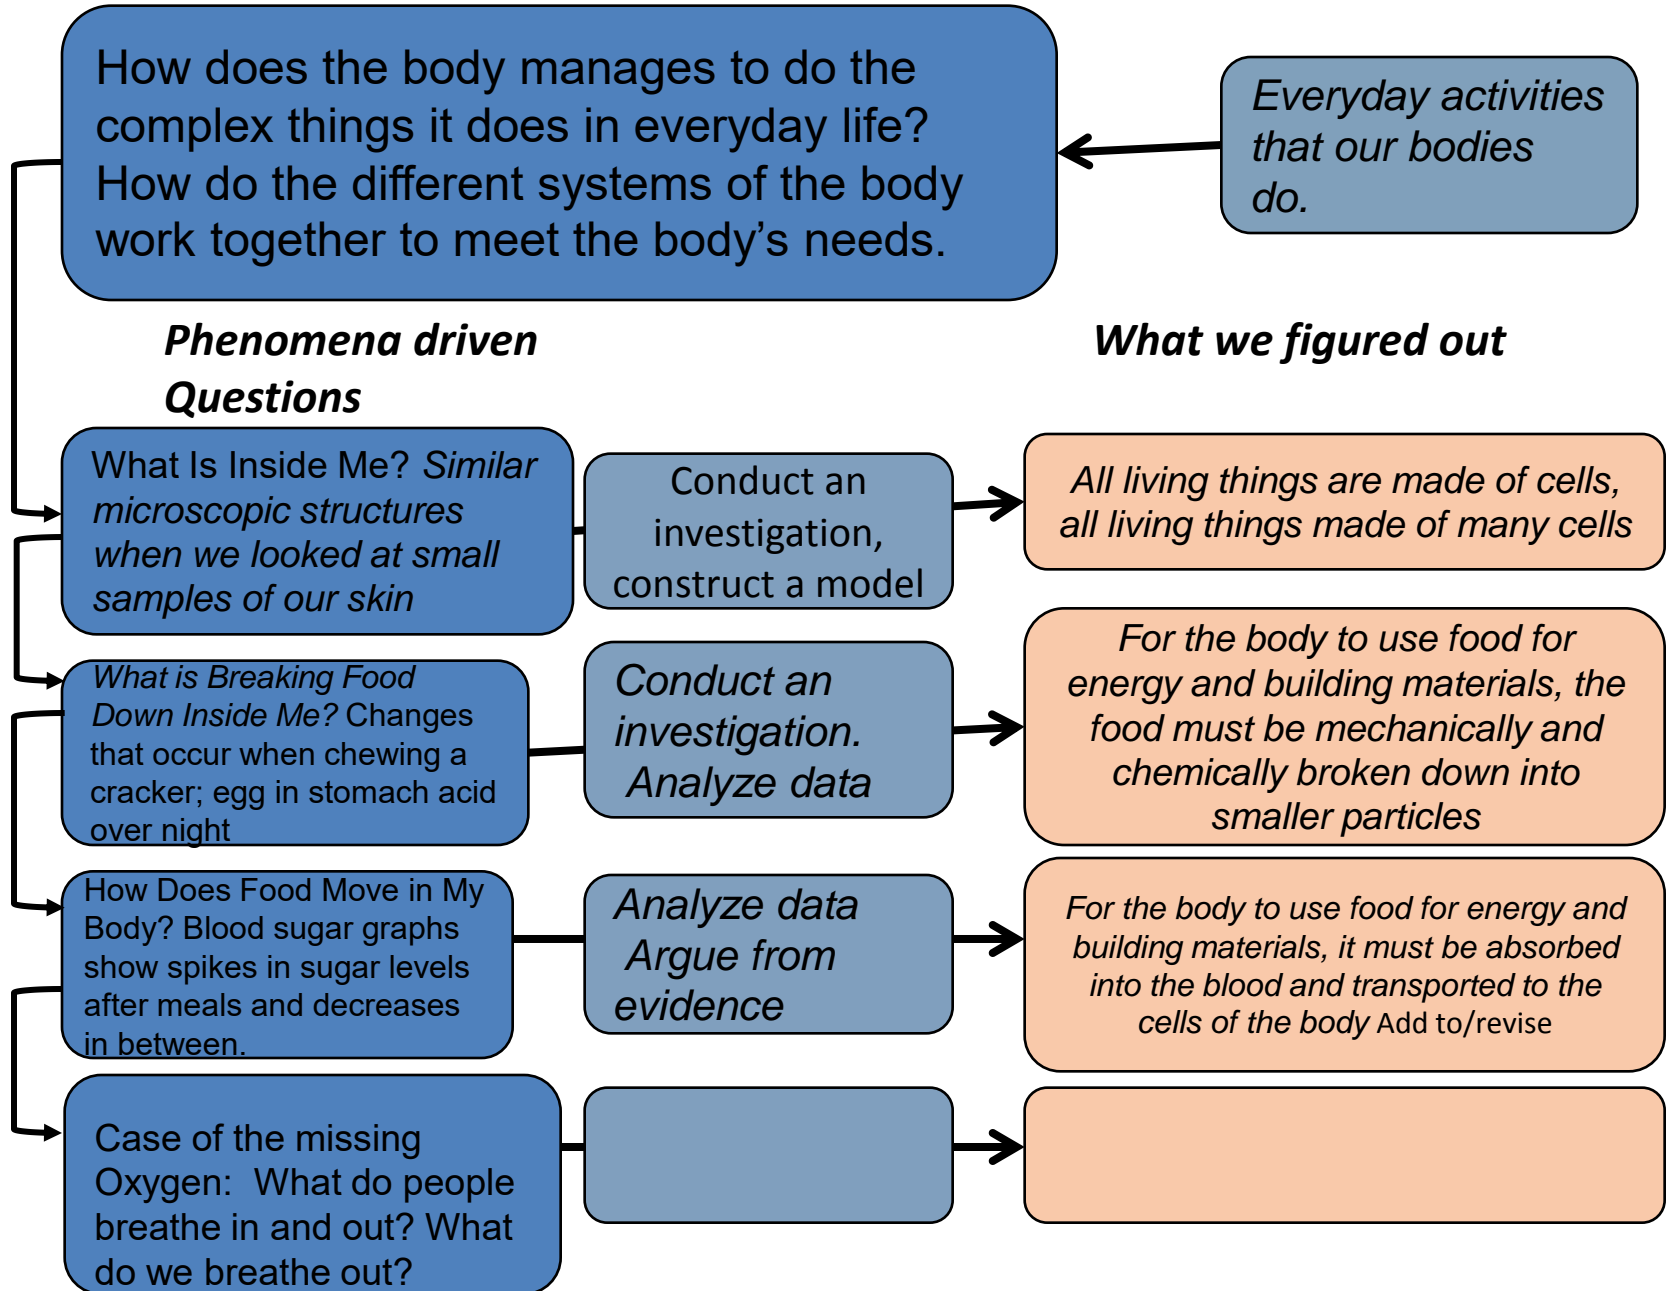 How does the body manages to do the
complex things it does in everyday life?
How do the different systems of the body
work together to meet the body’s needs.
Everyday activities
that our bodies
do.
Phenomena driven
Questions
What we figured out
What Is Inside Me? Similar
microscopic structures
when we looked at small
samples of our skin
Conduct an
investigation,
construct a model
All living things are made of cells,
all living things made of many cells
What is Breaking Food
Down Inside Me? Changes
that occur when chewing a
cracker; egg in stomach acid
over night
Conduct an
investigation.
Analyze data
For the body to use food for
energy and building materials, the
food must be mechanically and
chemically broken down into
smaller particles
How Does Food Move in My
Body? Blood sugar graphs
show spikes in sugar levels
after meals and decreases
in between.
Analyze data
Argue from
evidence
For the body to use food for energy and
building materials, it must be absorbed
into the blood and transported to the
cells of the body Add to/revise
Case of the missing
Oxygen:  What do people
breathe in and out? What
do we breathe out?